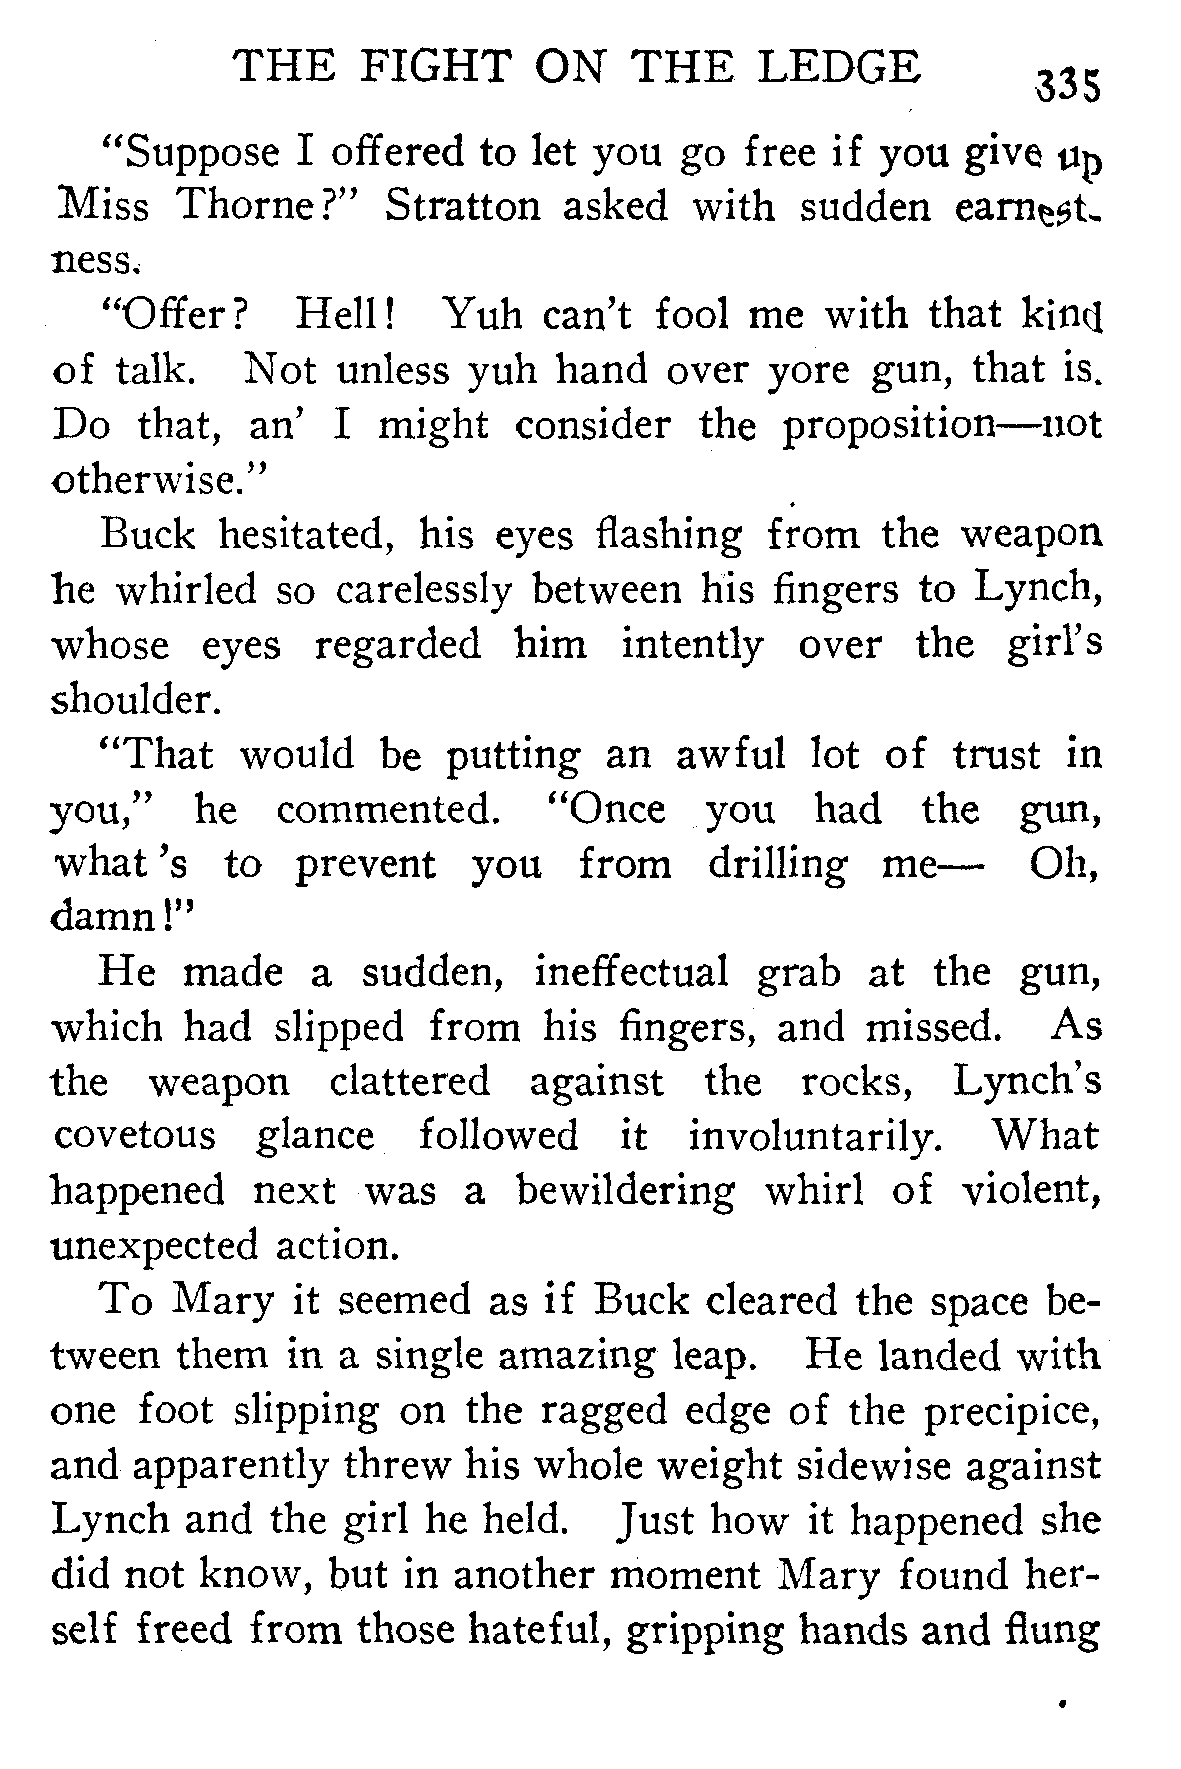 THE FIGHT ON THE LEDGE 335
“Suppose I offered to let you go free if you give up
Miss Thorne?” Stratton asked with sudden earnest-
ness.
“Offer? Hell! Yuh can’t fool me with that kind
of talk. Not unless yuh hand over yore gun, that is.
Do that, an’ I might consider the proposition—not
otherwise.”
Buck hesitated, his eyes flashing from the weapon
he whirled so carelessly between his fingers to Lynch,
whose eyes regarded him intently over the girl’s
shoulder.
“That would be putting an awful lot of trust in
you,” he commented. “Once you had the gun,
what ’s to prevent you from drilling me— Oh,
damn!”
He made a sudden, ineffectual grab at the gun,
which had slipped from his fingers, and missed. As
the weapon clattered against the rocks, Lynch’s
covetous glance followed it involuntarily. What
happened next was a bewildering whirl of violent,
unexpected action.
To Mary it seemed as if Buck cleared the space be-
tween them in a single amazing leap. He landed with
one foot slipping on the ragged edge of the precipice,
and apparently threw his whole weight sidewise against
Lynch and the girl he held. Just how it happened she
did not know, but in another moment Mary found her-
self freed from those hateful, gripping hands and flung